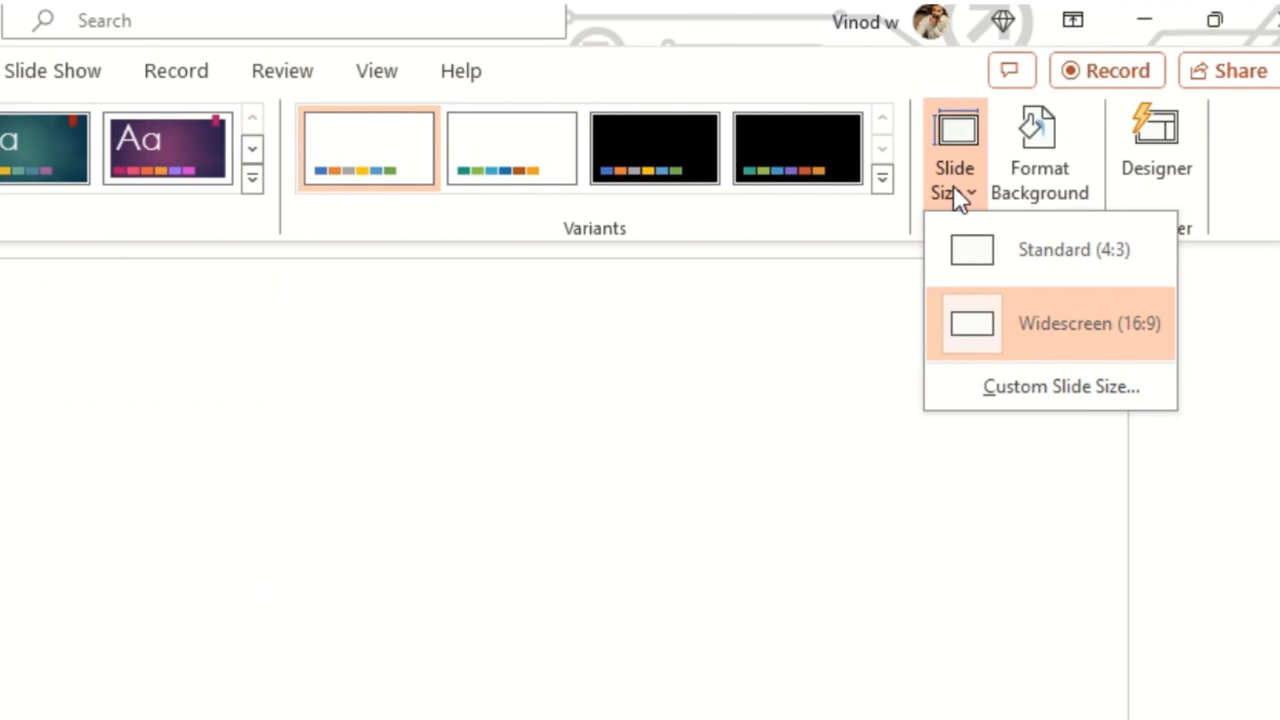 Search
Vinod w
Slide Show Record Review View Help
Record Share
a Aa
Slide
Size
Format
Background
Designer
Variants
er
Standard (4:3)
Widescreen (16:9)
Custom Slide Size...